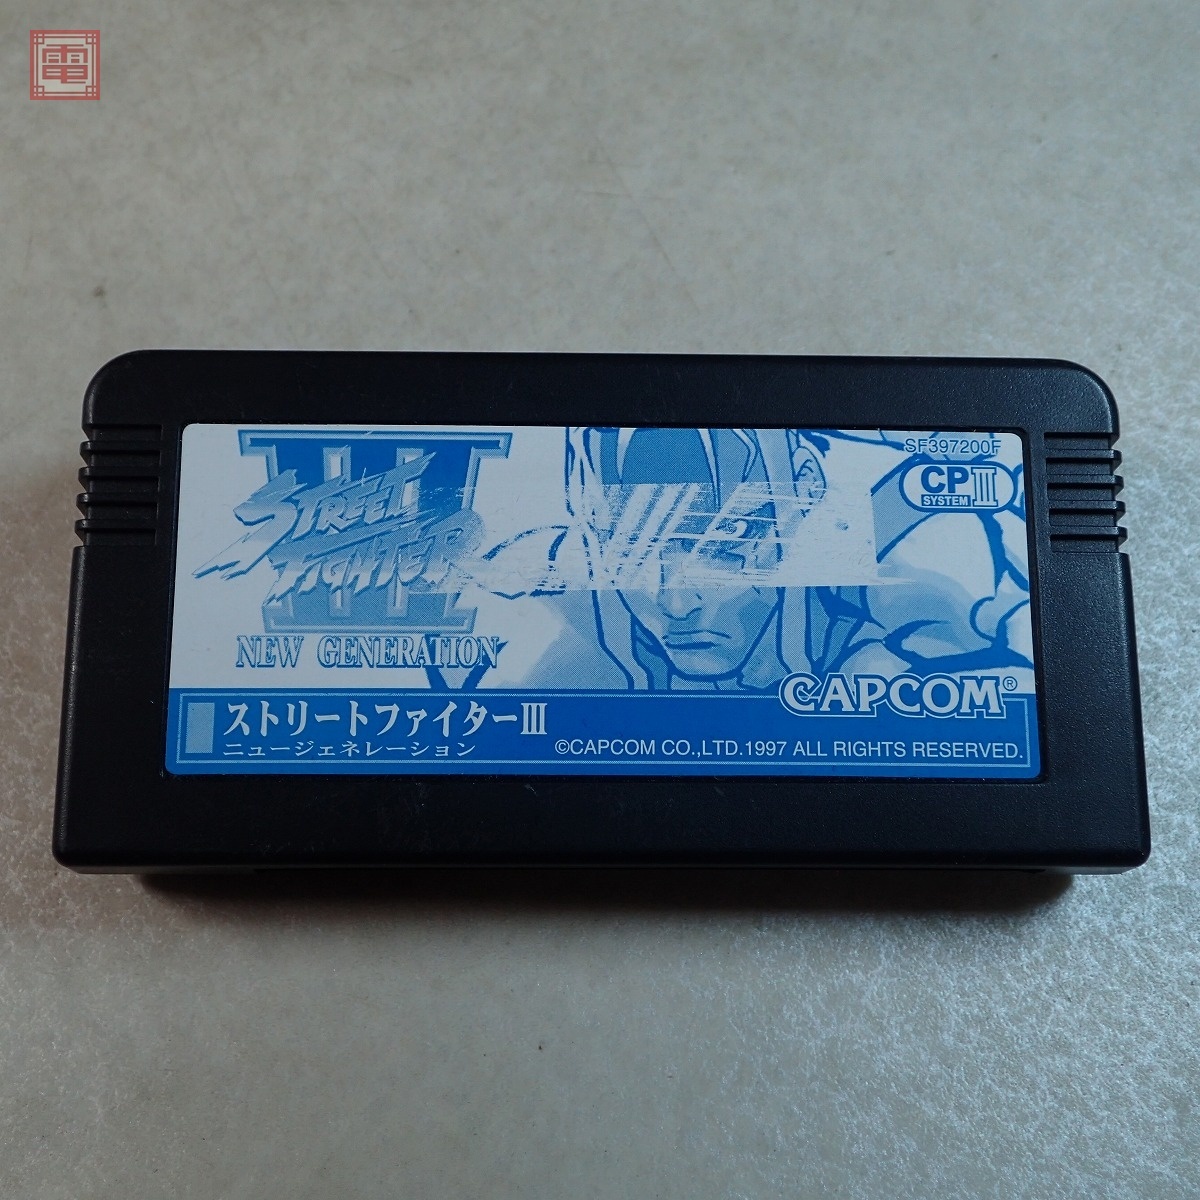 電
SF397200F
CP III
SYSTEM
III
STREET
FIGHTER
NEW GENERATION
CAPCOM®
ストリートファイターIII
ニュージェネレーション
©CAPCOM CO.,LTD.1997 ALL RIGHTS RESERVED.